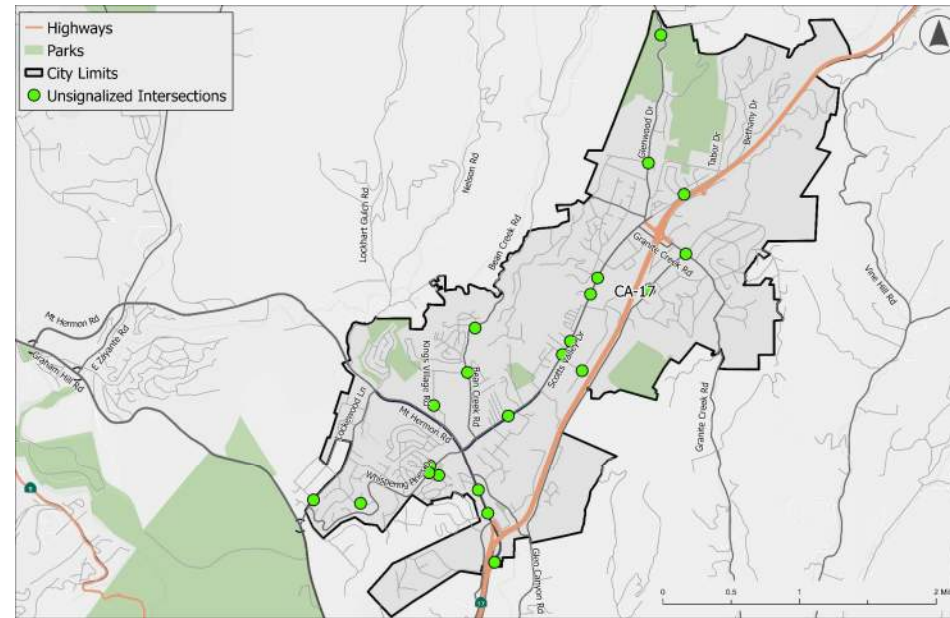 Highways
Parks
City Limits
Unsignalized Intersections
Glenwood Dr
Tabor Dr
Bethany Dr
Nelson Rd
Lockhart Gulch Rd
Bean Creek Rd
Granite Creek Rd
CA-17
Vine Hill Rd
Mt Hermon Rd
E Zayante Rd
Graham Hill Rd
Kings Village Rd
Bean Creek Rd
Scotts Valley Dr
Granite Creek Rd
Lockewood Ln
Mt Hermon Rd
Whispering Pines
Glen Canyon Rd
9
17
0 0.5 1 2 Mi